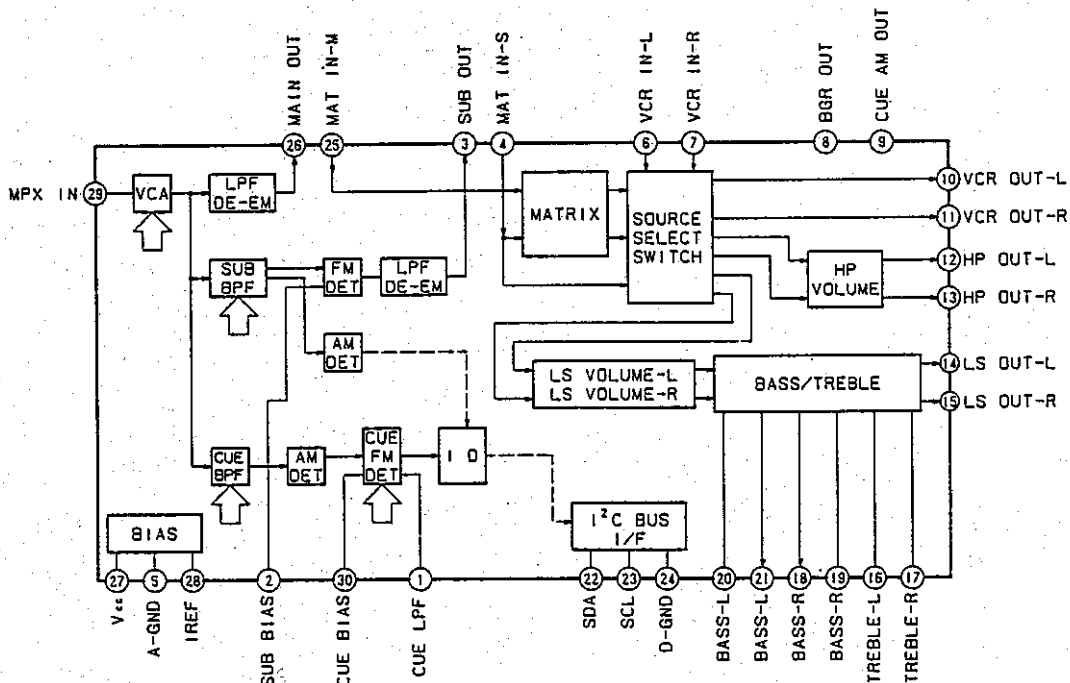 MAIN OUT
MAT IN-M
SUB OUT
MAT IN-S
VCR IN-L
VCR IN-R
BGR OUT
CUE AM OUT
26
25
3
4
6
7
8
9
MPX IN
29
VCA
LPF
DE-EM
MATRIX
SOURCE
SELECT
SWITCH
10
VCR OUT-L
11
VCR OUT-R
SUB
BPF
FM
DET
LPF
DE-EM
HP
VOLUME
12
HP OUT-L
13
HP OUT-R
AM
DET
LS VOLUME-L
LS VOLUME-R
BASS/TREBLE
14
LS OUT-L
15
LS OUT-R
CUE
BPF
AM
DET
CUE
FM
DET
I D
BIAS
I²C BUS
I/F
27
5
28
2
30
1
22
23
24
20
21
18
19
16
17
Vcc
A-GND
IREF
SUB BIAS
CUE BIAS
CUE LPF
SDA
SCL
D-GND
BASS-L
BASS-L
BASS-R
BASS-R
TREBLE-L
TREBLE-R